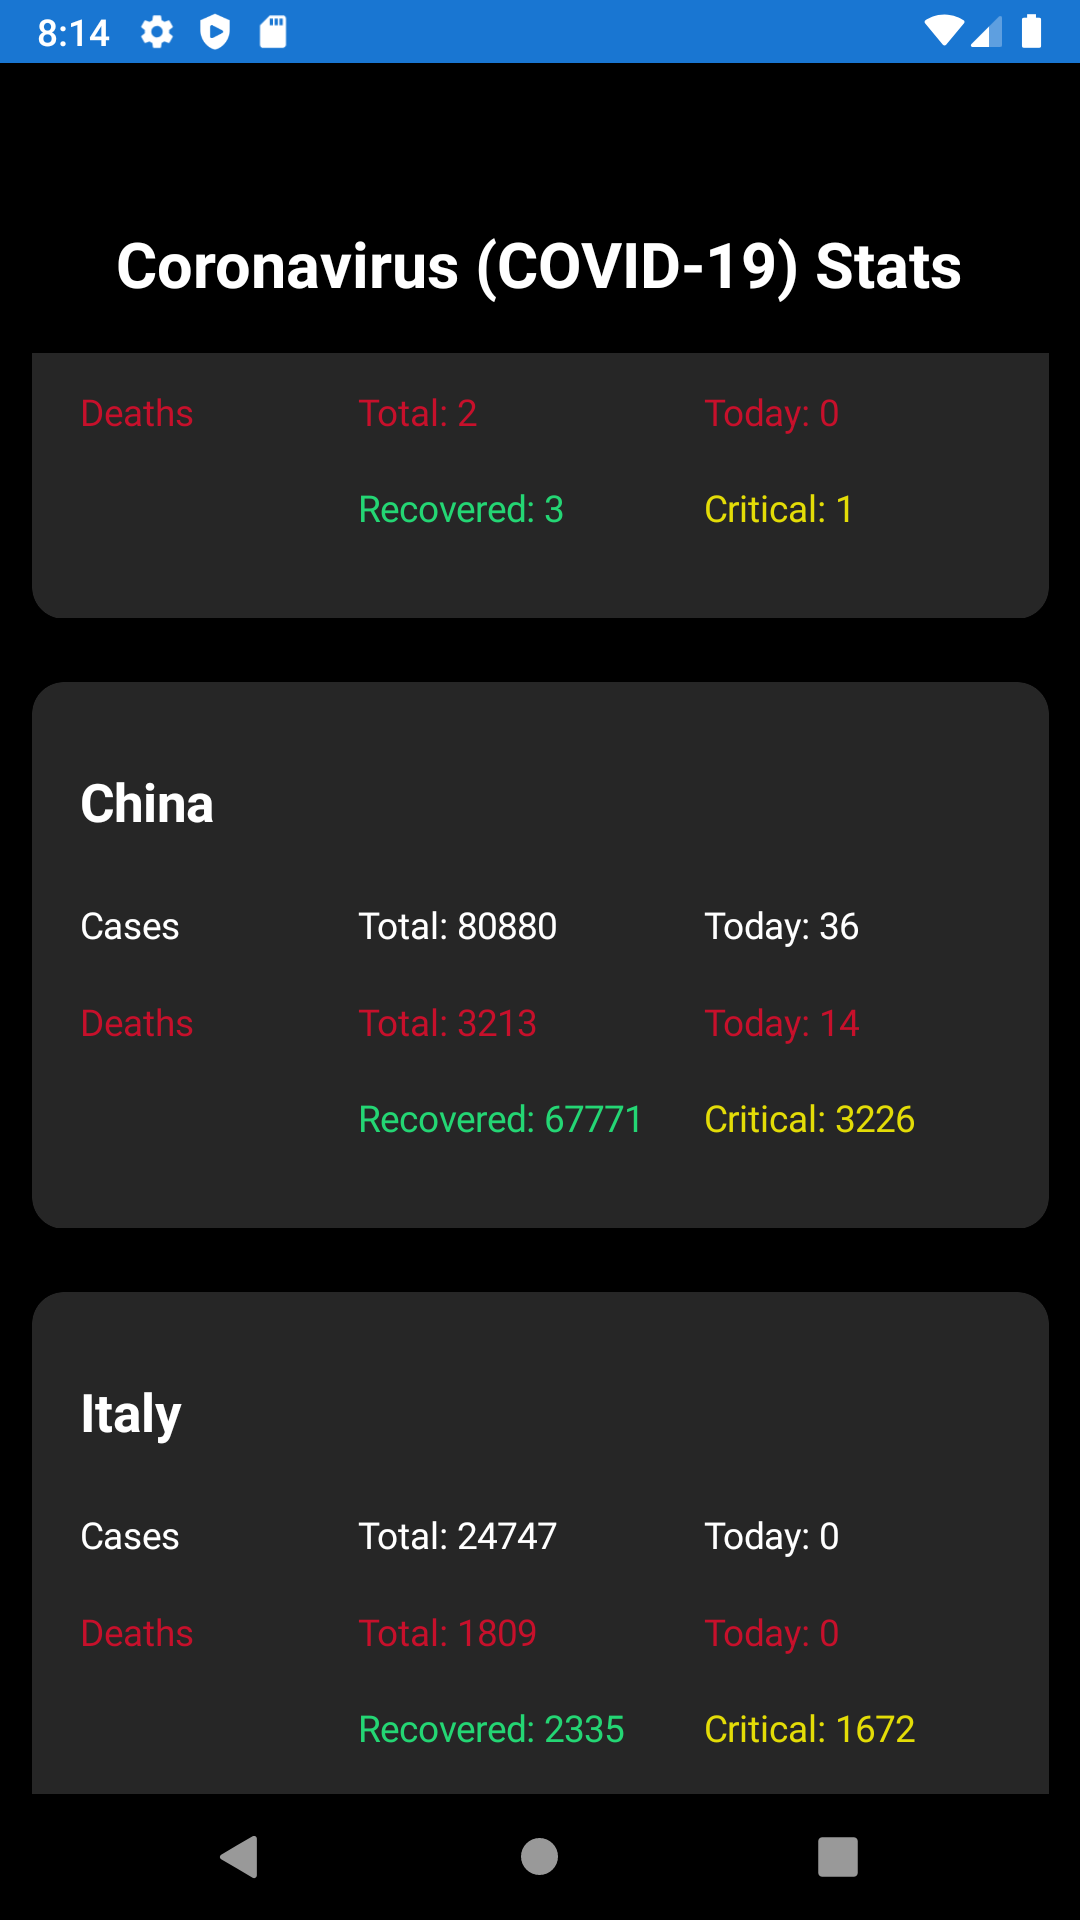 8:14
Coronavirus (COVID-19) Stats
Deaths Total: 2 Today: 0
Recovered: 3 Critical: 1
China
Cases Total: 80880 Today: 36
Deaths Total: 3213 Today: 14
Recovered: 67771 Critical: 3226
Italy
Cases Total: 24747 Today: 0
Deaths Total: 1809 Today: 0
Recovered: 2335 Critical: 1672